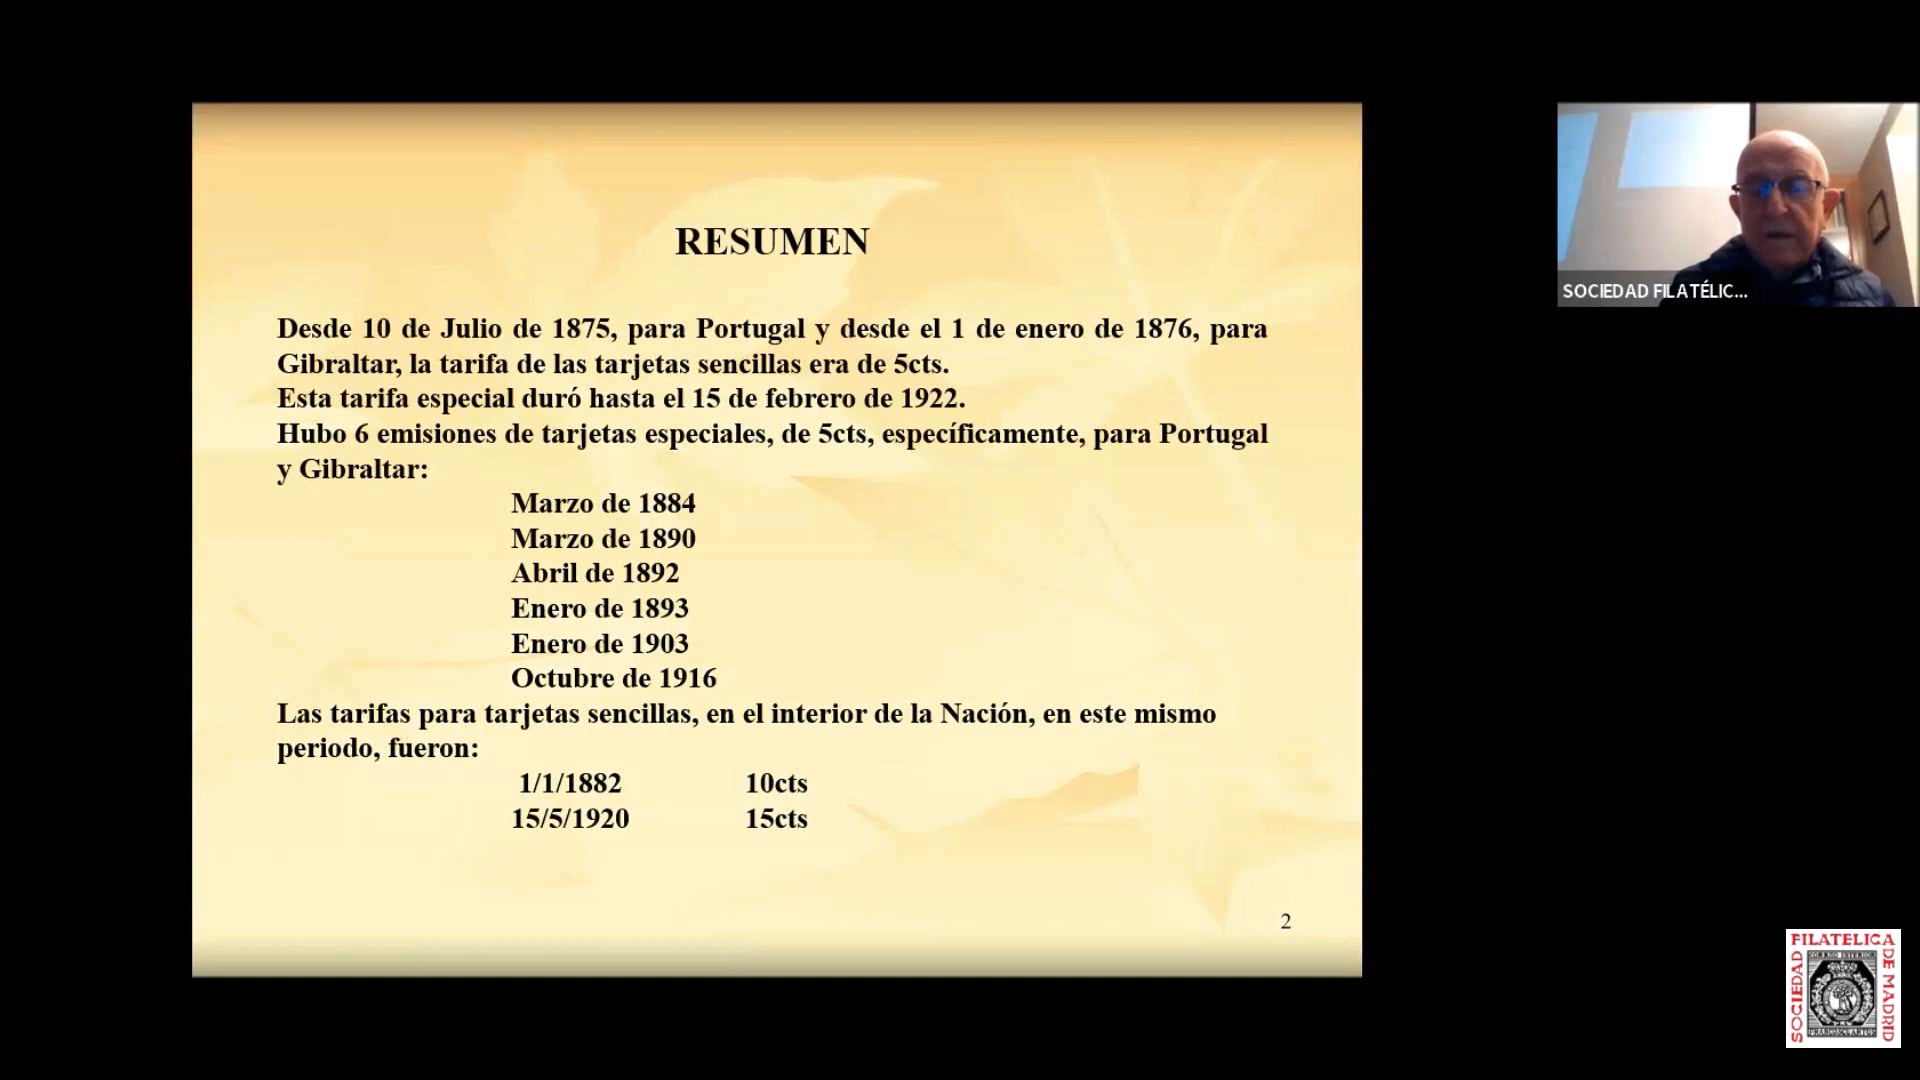 RESUMEN
Desde 10 de Julio de 1875, para Portugal y desde el 1 de enero de 1876, para
Gibraltar, la tarifa de las tarjetas sencillas era de 5cts.
Esta tarifa especial duró hasta el 15 de febrero de 1922.
Hubo 6 emisiones de tarjetas especiales, de 5cts, específicamente, para Portugal
y Gibraltar:
Marzo de 1884
Marzo de 1890
Abril de 1892
Enero de 1893
Enero de 1903
Octubre de 1916
Las tarifas para tarjetas sencillas, en el interior de la Nación, en este mismo
periodo, fueron:
1/1/1882 10cts
15/5/1920 15cts
2
SOCIEDAD FILATÉLIC...
SOCIEDAD FILATELICA DE MADRID
CORREO INTERIOR